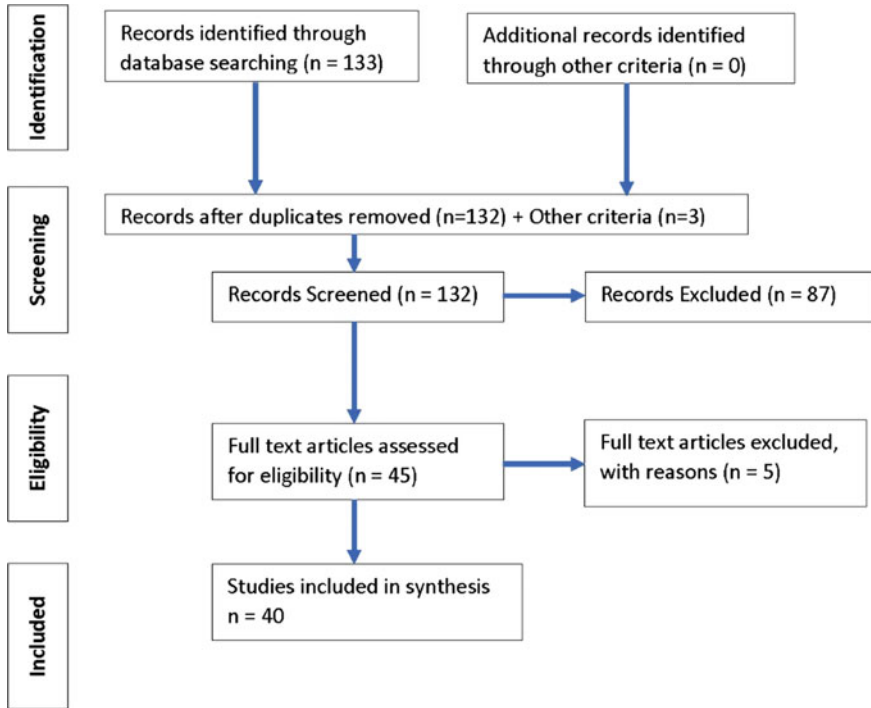 Identification
Records identified through
database searching (n = 133)
Additional records identified
through other criteria (n = 0)
Screening
Records after duplicates removed (n=132) + Other criteria (n=3)
Records Screened (n = 132)
Records Excluded (n = 87)
Eligibility
Full text articles assessed
for eligibility (n = 45)
Full text articles excluded,
with reasons (n = 5)
Included
Studies included in synthesis
n = 40